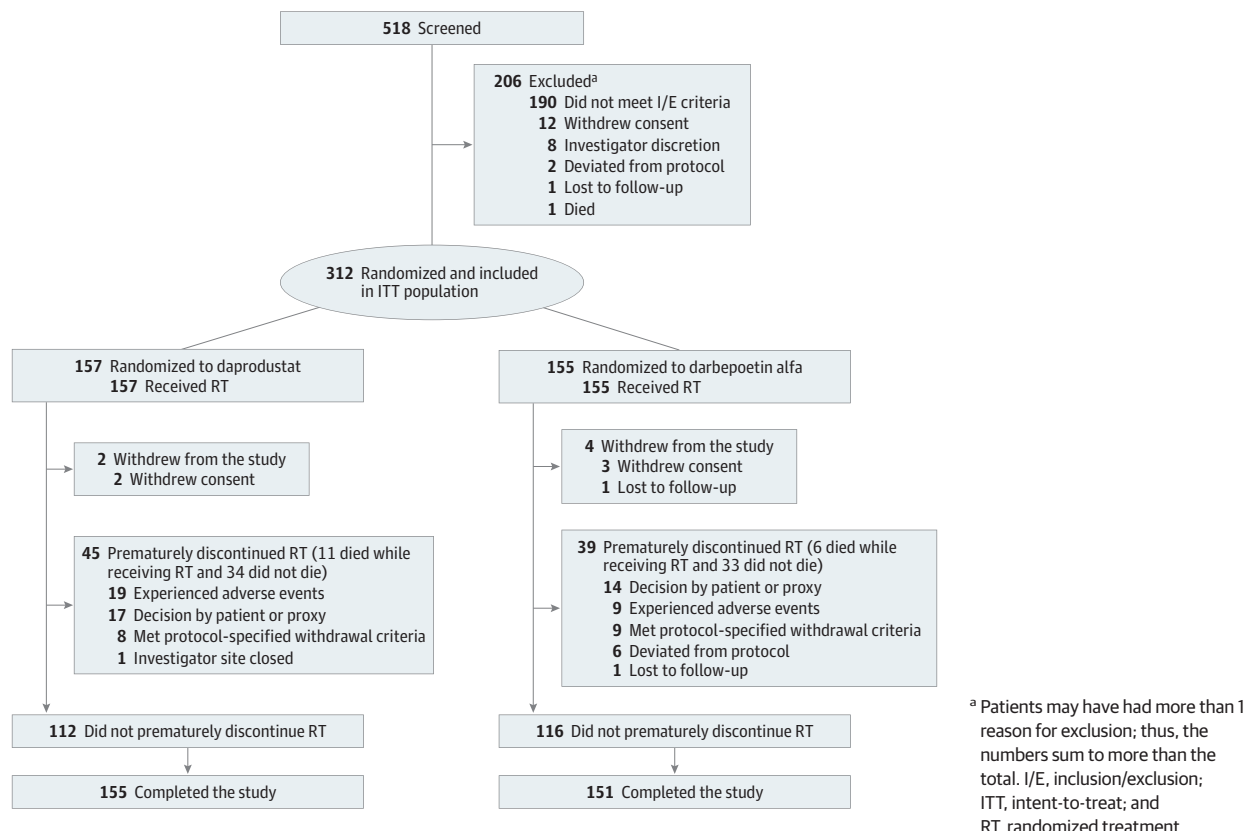 518 Screened
206 Excludedᵃ
190 Did not meet I/E criteria
12 Withdrew consent
8 Investigator discretion
2 Deviated from protocol
1 Lost to follow-up
1 Died
312 Randomized and included
in ITT population
157 Randomized to daprodustat
157 Received RT
155 Randomized to darbepoetin alfa
155 Received RT
2 Withdrew from the study
2 Withdrew consent
4 Withdrew from the study
3 Withdrew consent
1 Lost to follow-up
45 Prematurely discontinued RT (11 died while
receiving RT and 34 did not die)
19 Experienced adverse events
17 Decision by patient or proxy
8 Met protocol-specified withdrawal criteria
1 Investigator site closed
39 Prematurely discontinued RT (6 died while
receiving RT and 33 did not die)
14 Decision by patient or proxy
9 Experienced adverse events
9 Met protocol-specified withdrawal criteria
6 Deviated from protocol
1 Lost to follow-up
112 Did not prematurely discontinue RT
116 Did not prematurely discontinue RT
155 Completed the study
151 Completed the study
ᵃ Patients may have had more than 1
reason for exclusion; thus, the
numbers sum to more than the
total. I/E, inclusion/exclusion;
ITT, intent-to-treat; and
RT, randomized treatment